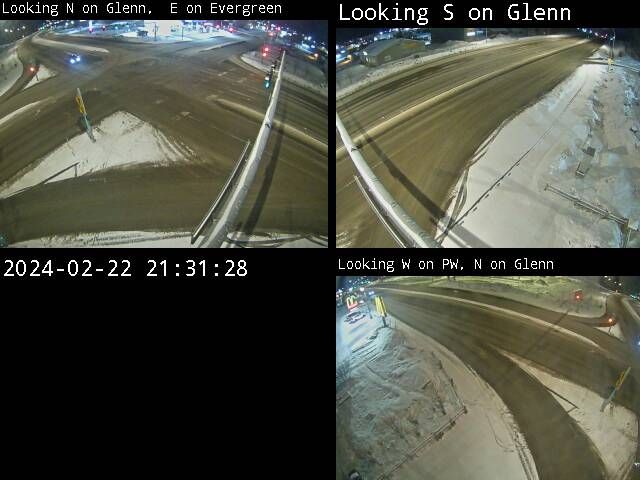 Looking N on Glenn,  E on Evergreen
Looking S on Glenn
2024-02-22 21:31:28
Looking W on PW, N on Glenn